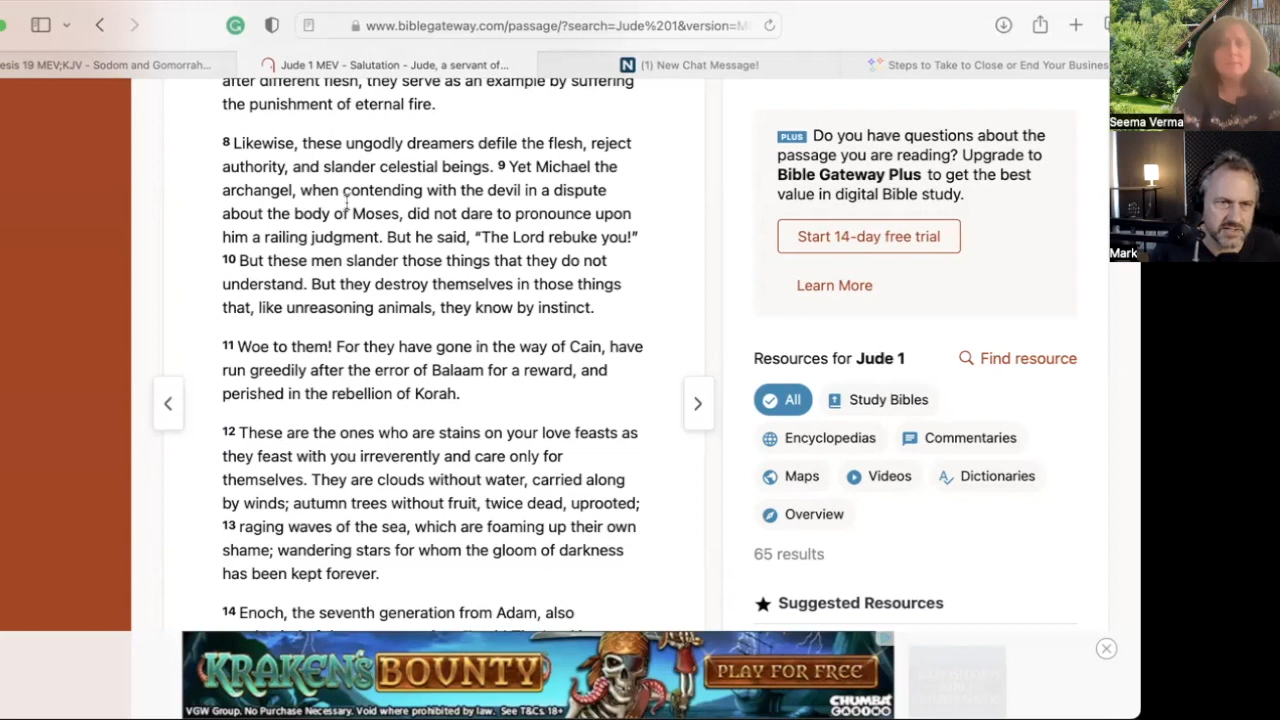 www.biblegateway.com/passage/?search=Jude%201&version=M
esis 19 MEV;KJV - Sodom and Gomorrah...
Jude 1 MEV - Salutation - Jude, a servant of...
N (1) New Chat Message!
Steps to Take to Close or End Your Busines
after different flesh, they serve as an example by suffering
the punishment of eternal fire.
8 Likewise, these ungodly dreamers defile the flesh, reject
authority, and slander celestial beings. 9 Yet Michael the
archangel, when contending with the devil in a dispute
about the body of Moses, did not dare to pronounce upon
him a railing judgment. But he said, “The Lord rebuke you!”
10 But these men slander those things that they do not
understand. But they destroy themselves in those things
that, like unreasoning animals, they know by instinct.
11 Woe to them! For they have gone in the way of Cain, have
run greedily after the error of Balaam for a reward, and
perished in the rebellion of Korah.
12 These are the ones who are stains on your love feasts as
they feast with you irreverently and care only for
themselves. They are clouds without water, carried along
by winds; autumn trees without fruit, twice dead, uprooted;
13 raging waves of the sea, which are foaming up their own
shame; wandering stars for whom the gloom of darkness
has been kept forever.
14 Enoch, the seventh generation from Adam, also
PLUS Do you have questions about the
passage you are reading? Upgrade to
Bible Gateway Plus to get the best
value in digital Bible study.
Start 14-day free trial
Learn More
Resources for Jude 1
Find resource
All
Study Bibles
Encyclopedias
Commentaries
Maps
Videos
Dictionaries
Overview
65 results
Suggested Resources
Seema Verma
Mark
KRAKEN'S BOUNTY
PLAY FOR FREE
VGW Group. No Purchase Necessary. Void where prohibited by law. See T&Cs. 18+
CHUMBA